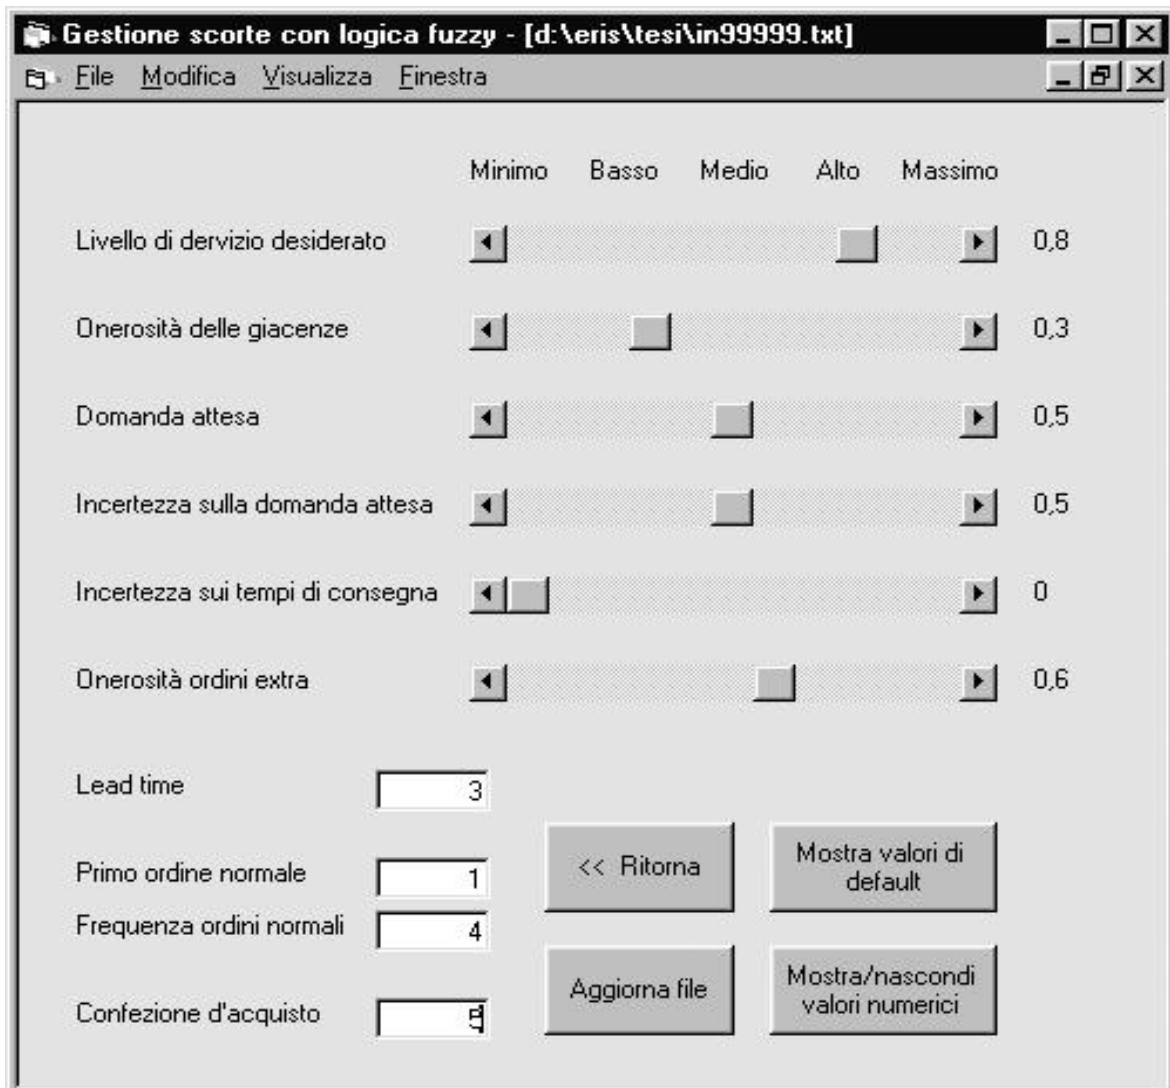 Gestione scorte con logica fuzzy - [d:\eris\tesi\in99999.txt]
File Modifica Visualizza Finestra
Minimo Basso Medio Alto Massimo
Livello di dervizio desiderato 0,8
Onerosità delle giacenze 0,3
Domanda attesa 0,5
Incertezza sulla domanda attesa 0,5
Incertezza sui tempi di consegna 0
Onerosità ordini extra 0,6
Lead time 3
Primo ordine normale 1
Frequenza ordini normali 4
Confezione d'acquisto 5
<< Ritorna
Mostra valori di
default
Aggiorna file
Mostra/nascondi
valori numerici